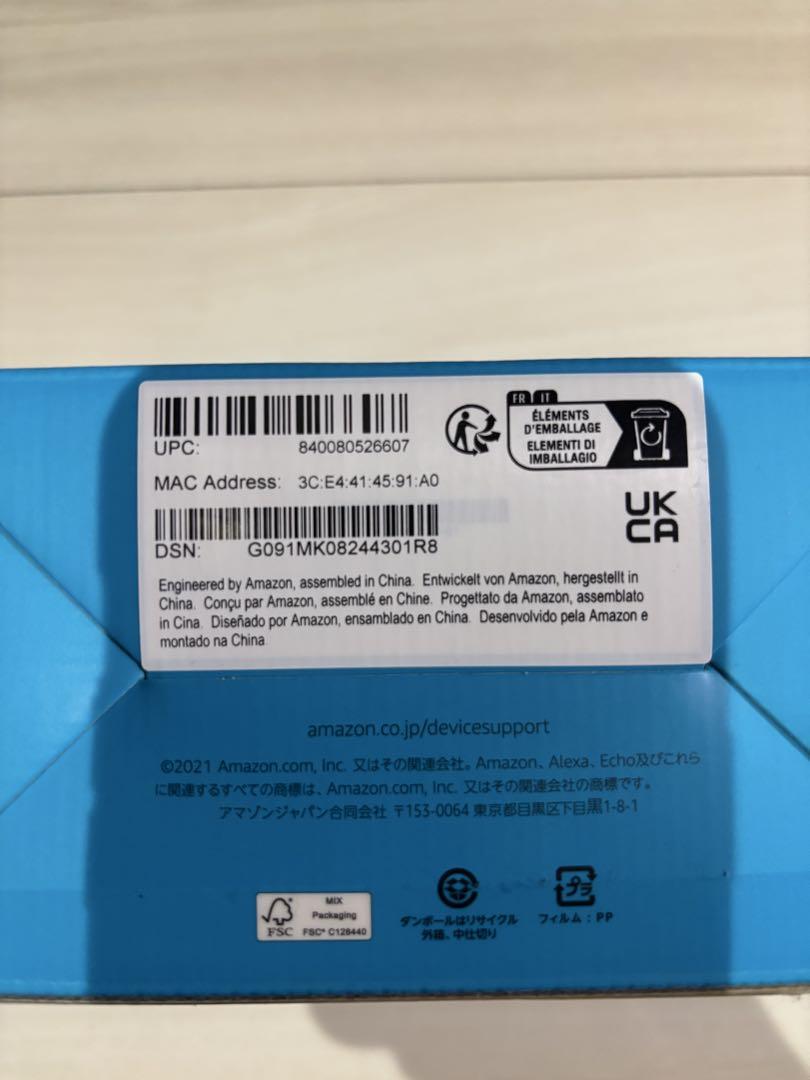 UPC: 840080526607
FR IT
ÉLÉMENTS
D'EMBALLAGE
ELEMENTI DI
IMBALLAGIO
MAC Address: 3C:E4:41:45:91:A0
UK
CA
DSN: G091MK08244301R8
Engineered by Amazon, assembled in China. Entwickelt von Amazon, hergestellt in
China. Conçu par Amazon, assemblé en Chine. Progettato da Amazon, assemblato
in Cina. Diseñado por Amazon, ensamblado en China. Desenvolvido pela Amazon e
montado na China.
amazon.co.jp/devicesupport
©2021 Amazon.com, Inc. 又はその関連会社。Amazon、Alexa、Echo及びこれら
に関連するすべての商標は、Amazon.com, Inc. 又はその関連会社の商標です。
アマゾンジャパン合同会社 〒153-0064 東京都目黒区下目黒1-8-1
MIX
Packaging
FSC FSC® C128440
プラ
ダンボールはリサイクル
外箱、中仕切り
フィルム：PP